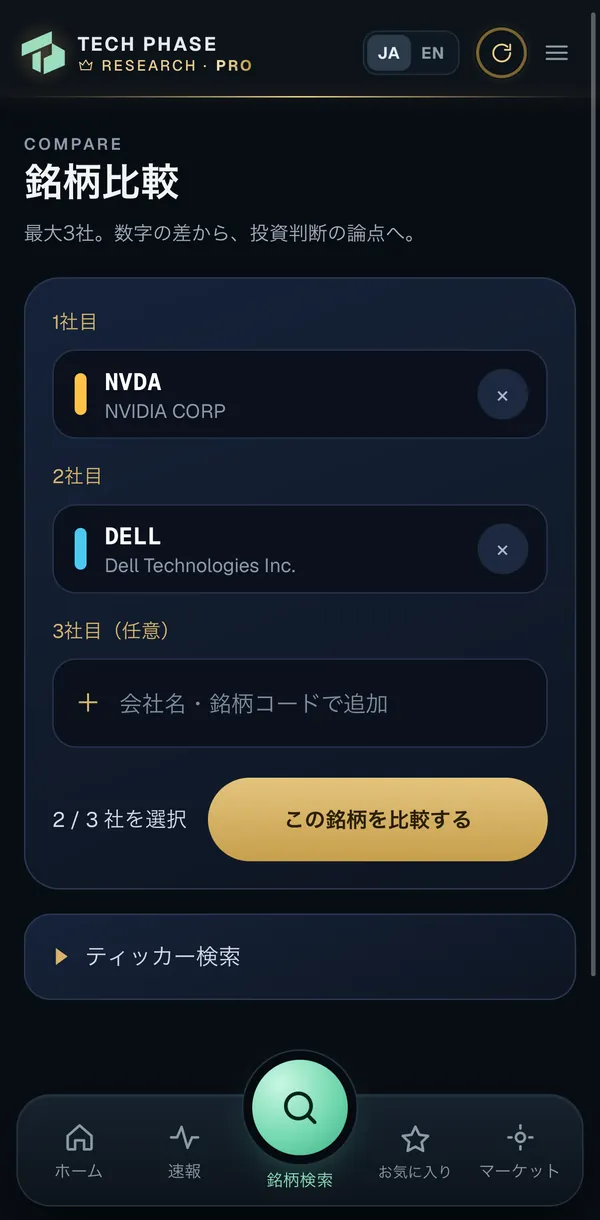 TECH PHASE
RESEARCH · PRO
JA EN
COMPARE
銘柄比較
最大3社。数字の差から、投資判断の論点へ。
1社目
NVDA
NVIDIA CORP
×
2社目
DELL
Dell Technologies Inc.
×
3社目（任意）
+ 会社名・銘柄コードで追加
2 / 3 社を選択
この銘柄を比較する
ティッカー検索
ホーム
速報
銘柄検索
お気に入り
マーケット